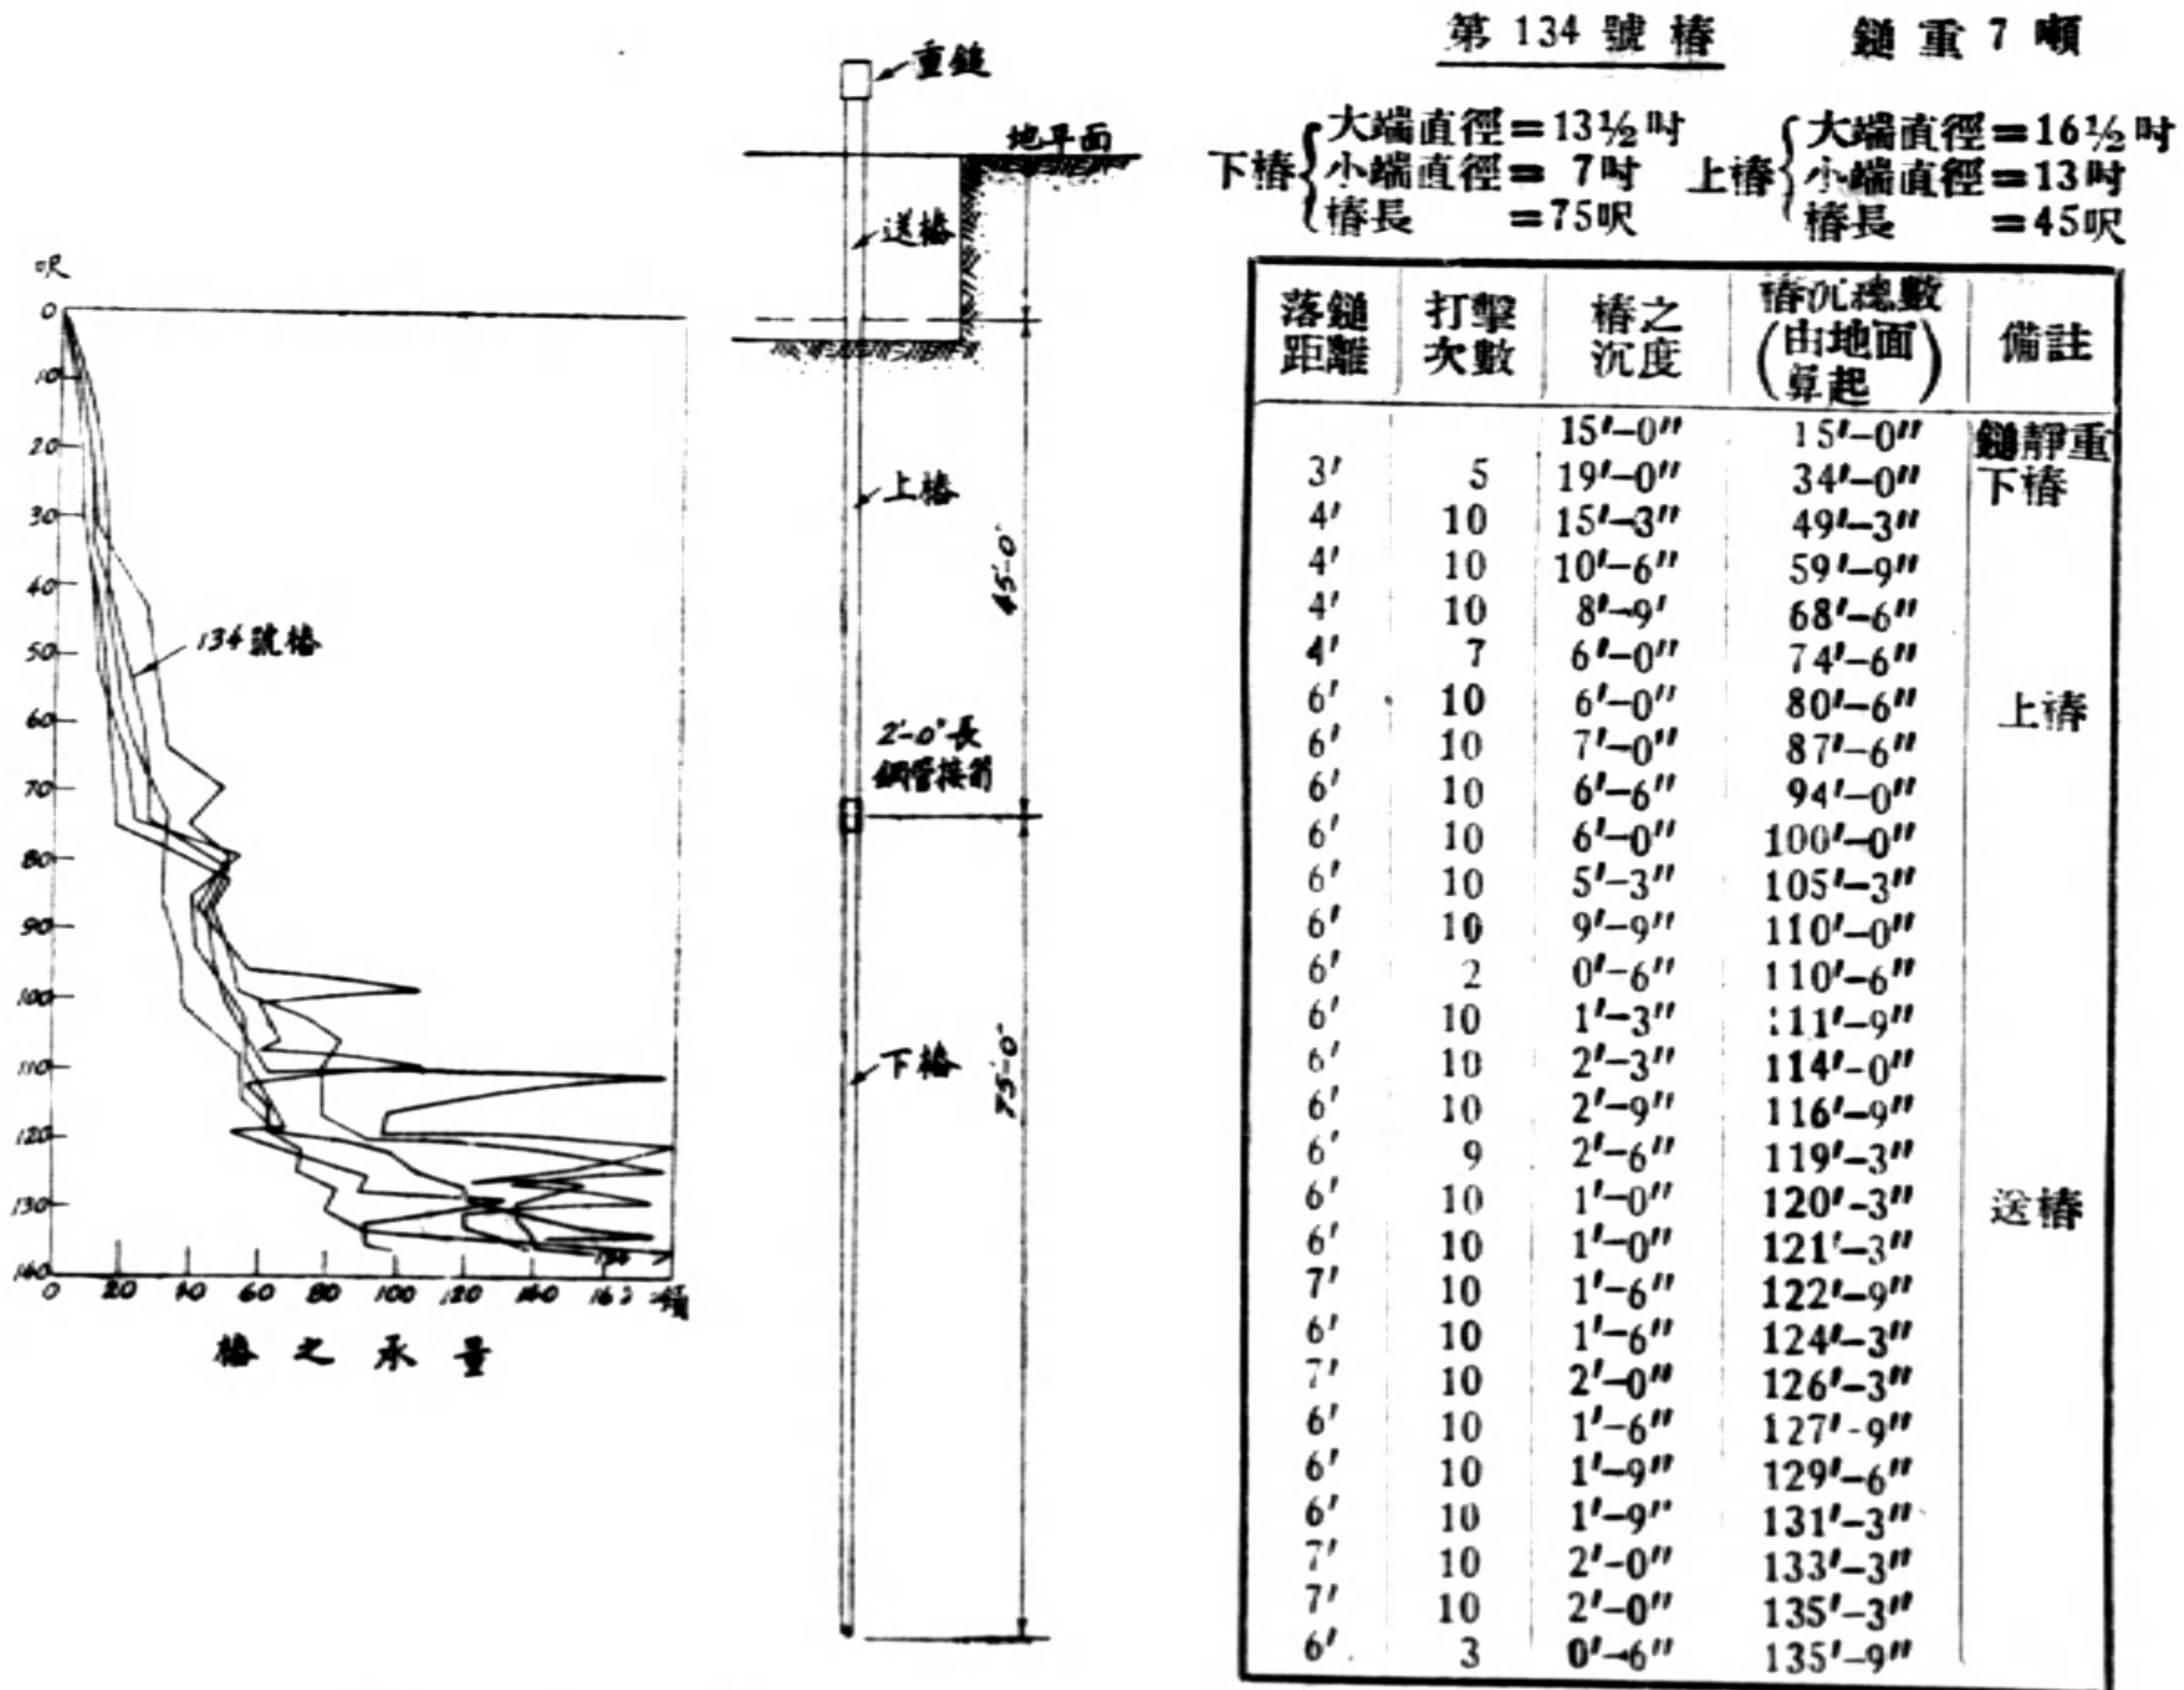 第 134 號 樁　鎚 重 7 噸
下樁 大端直徑=13½吋 小端直徑= 7吋 樁長 =75呎
上樁 大端直徑=16½吋 小端直徑=13吋 樁長 =45呎
落鎚距離 打擊次數 樁之沉度 樁沉總數(由地面算起) 備註
15'-0" 15'-0" 鎚靜重
3' 5 19'-0" 34'-0" 下樁
4' 10 15'-3" 49'-3"
4' 10 10'-6" 59'-9"
4' 10 8'-9' 68'-6"
4' 7 6'-0" 74'-6"
6' 10 6'-0" 80'-6" 上樁
6' 10 7'-0" 87'-6"
6' 10 6'-6" 94'-0"
6' 10 6'-0" 100'-0"
6' 10 5'-3" 105'-3"
6' 10 9'-9" 110'-0"
6' 2 0'-6" 110'-6"
6' 10 1'-3" 111'-9"
6' 10 2'-3" 114'-0"
6' 10 2'-9" 116'-9"
6' 9 2'-6" 119'-3"
6' 10 1'-0" 120'-3" 送樁
6' 10 1'-0" 121'-3"
7' 10 1'-6" 122'-9"
6' 10 1'-6" 124'-3"
7' 10 2'-0" 126'-3"
6' 10 1'-6" 127'-9"
6' 10 1'-9" 129'-6"
6' 10 1'-9" 131'-3"
7' 10 2'-0" 133'-3"
7' 10 2'-0" 135'-3"
6' 3 0'-6" 135'-9"
重鎚
地平面
送樁
上樁
45'-0"
2'-0"長
鋼管接筍
下樁
75'-0"
呎
0
10
20
30
40
50
60
70
80
90
100
110
120
130
140
134號樁
0 20 40 60 80 100 120 140 160
樁之承量